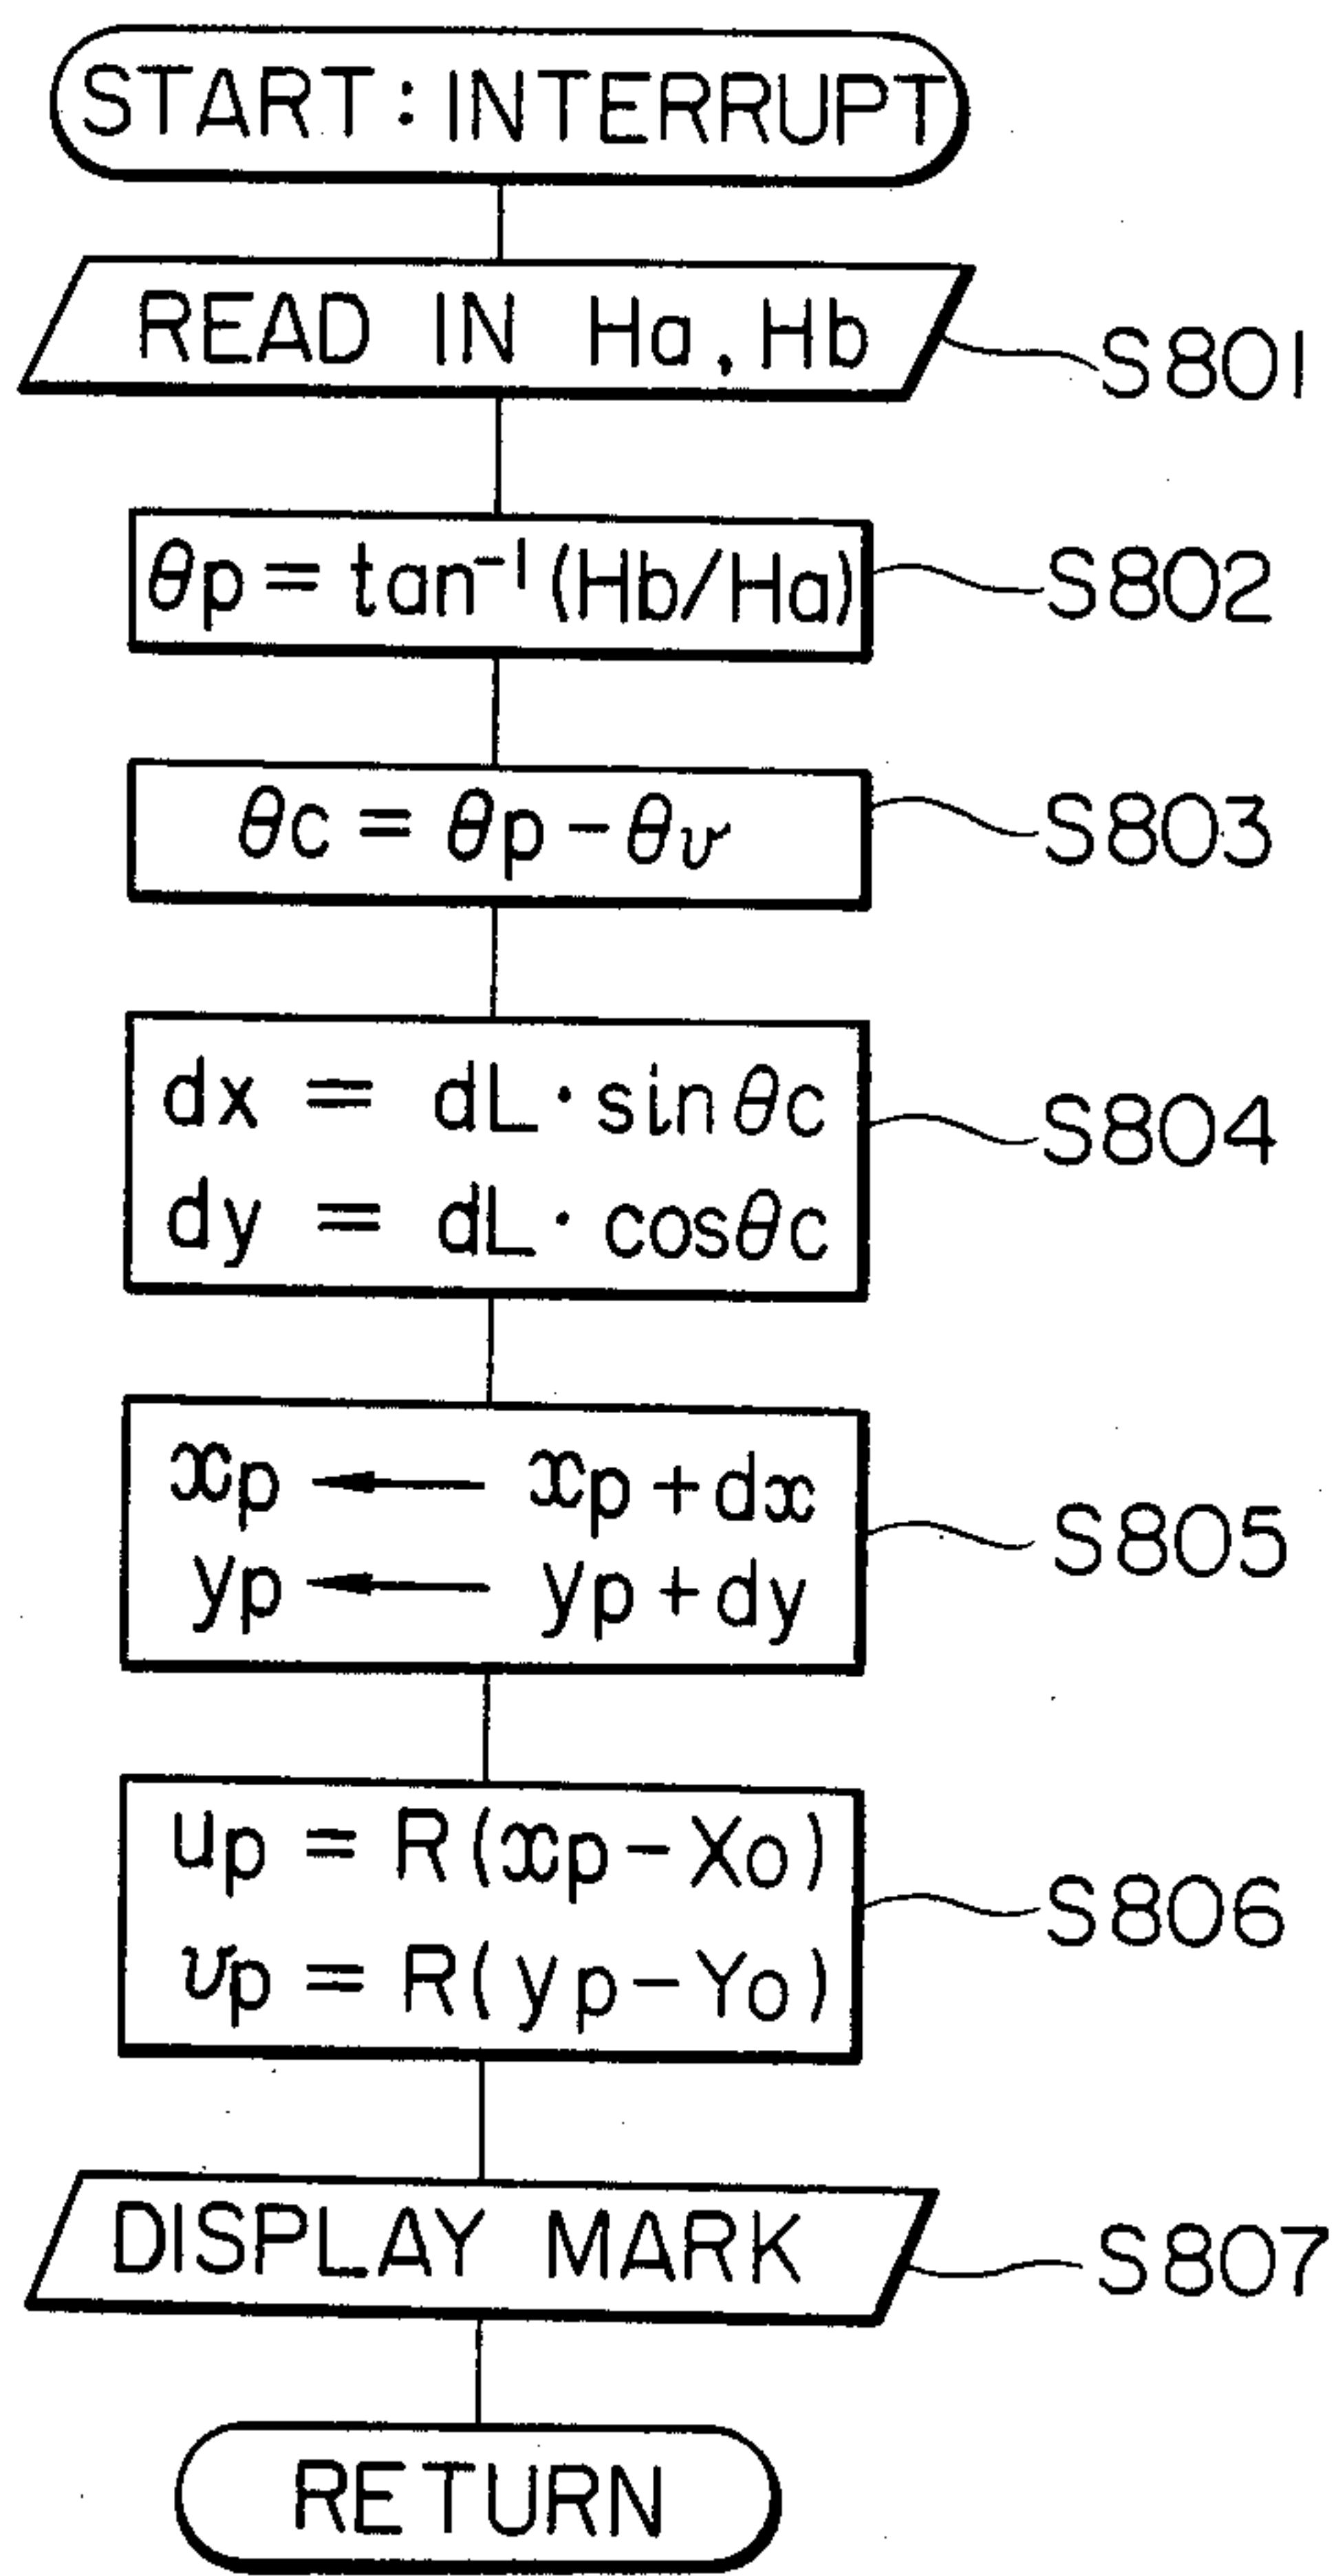 START: INTERRUPT
READ IN Ha, Hb
S801
θp = tan⁻¹(Hb/Ha)
S802
θc = θp - θv
S803
dx = dL · sinθc
dy = dL · cosθc
S804
xp ← xp + dx
yp ← yp + dy
S805
up = R(xp - Xo)
vp = R(yp - Yo)
S806
DISPLAY MARK
S807
RETURN